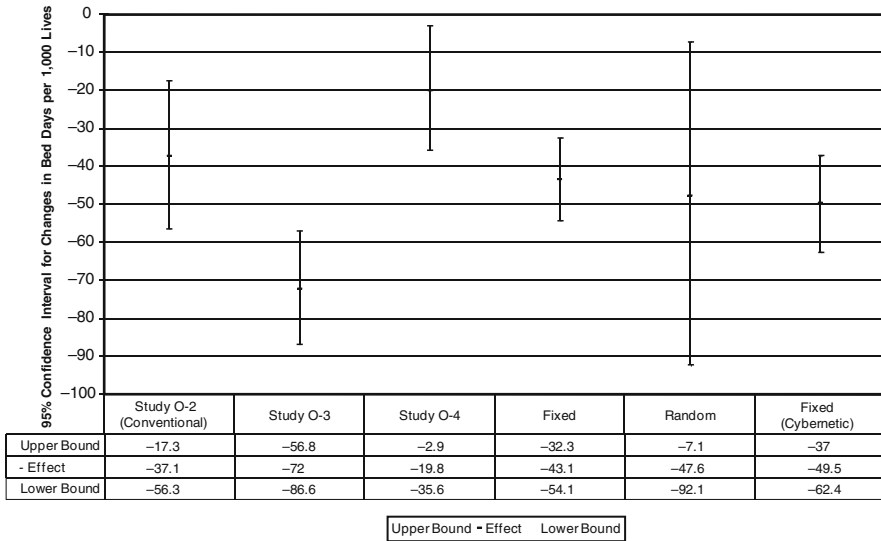 95% Confidence Interval for Changes in Bed Days per 1,000 Lives
0
–10
–20
–30
–40
–50
–60
–70
–80
–90
–100
Study O-2 (Conventional) Study O-3 Study O-4 Fixed Random Fixed (Cybernetic)
Upper Bound –17.3 –56.8 –2.9 –32.3 –7.1 –37
- Effect –37.1 –72 –19.8 –43.1 –47.6 –49.5
Lower Bound –56.3 –86.6 –35.6 –54.1 –92.1 –62.4
Upper Bound - Effect Lower Bound